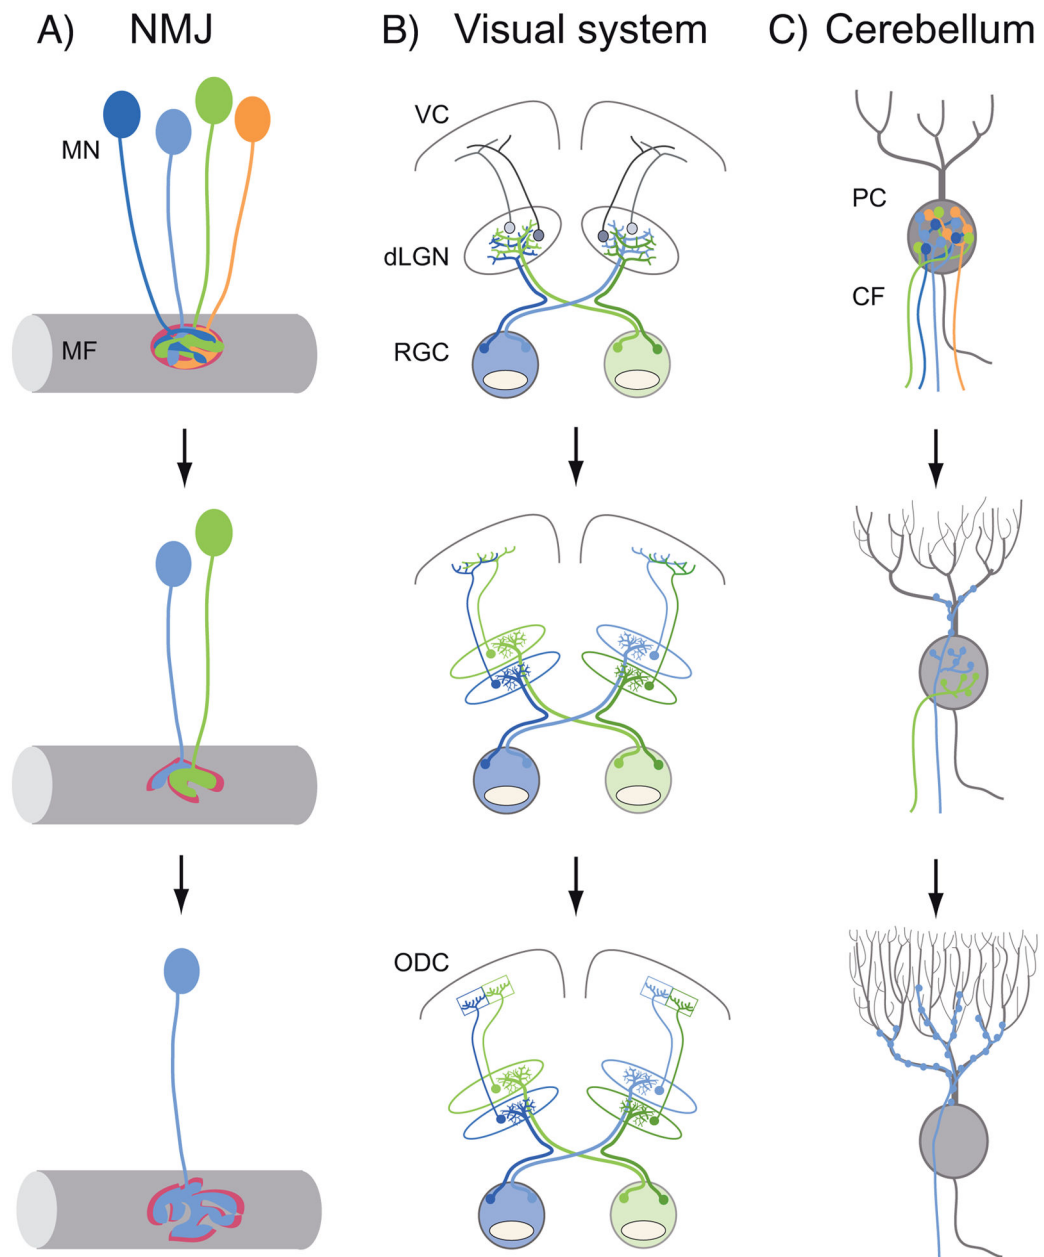 A) NMJ
B) Visual system
C) Cerebellum
MN
MF
VC
dLGN
RGC
PC
CF
ODC